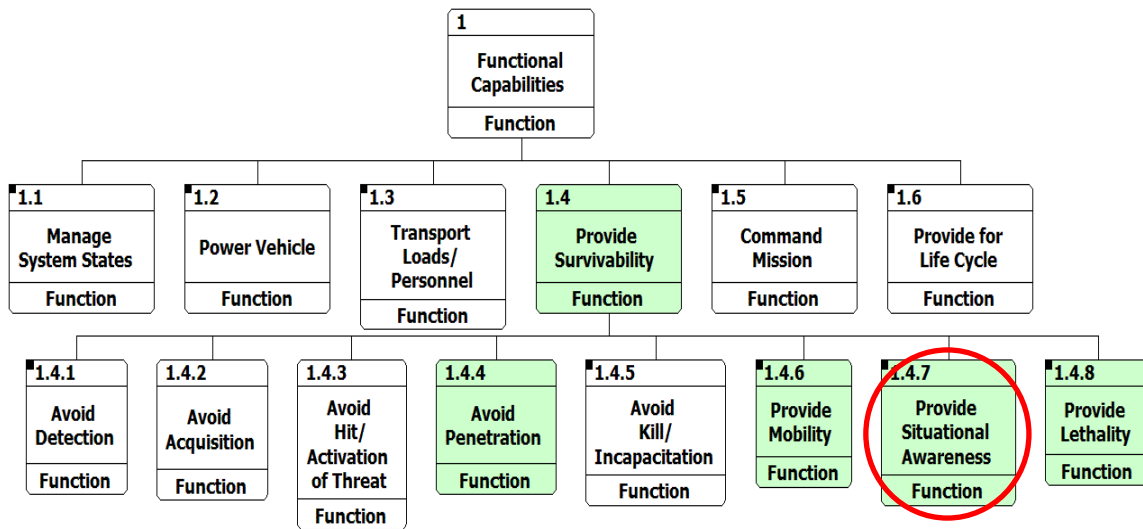 1
Functional
Capabilities
Function
1.1
Manage
System States
Function
1.2
Power Vehicle
Function
1.3
Transport
Loads/
Personnel
Function
1.4
Provide
Survivability
Function
1.5
Command
Mission
Function
1.6
Provide for
Life Cycle
Function
1.4.1
Avoid
Detection
Function
1.4.2
Avoid
Acquisition
Function
1.4.3
Avoid
Hit/
Activation
of Threat
Function
1.4.4
Avoid
Penetration
Function
1.4.5
Avoid
Kill/
Incapacitation
Function
1.4.6
Provide
Mobility
Function
1.4.7
Provide
Situational
Awareness
Function
1.4.8
Provide
Lethality
Function